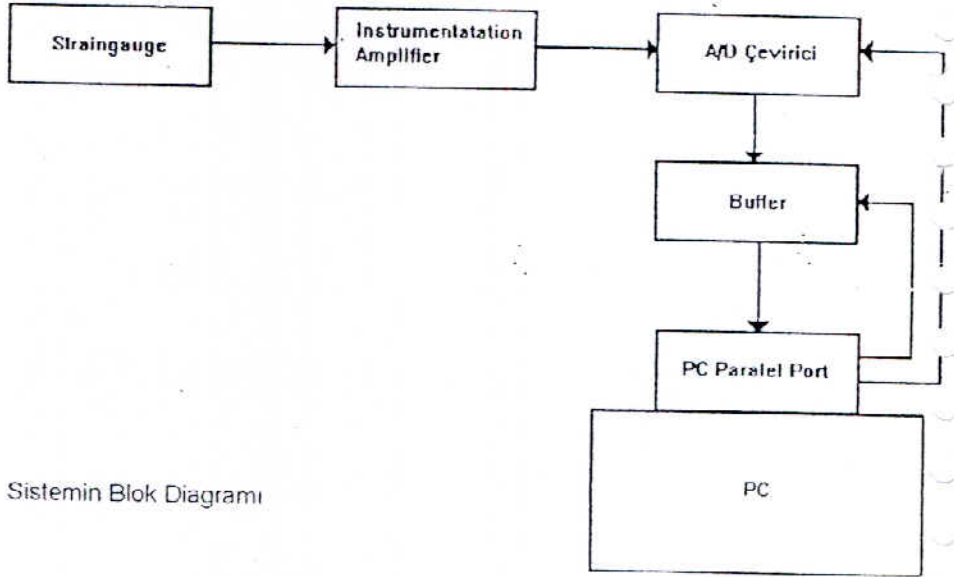 Straingauge
Instrumentatation
Amplifier
A/D Çevirici
Buffer
PC Paralel Port
PC
Sistemin Blok Diagramı